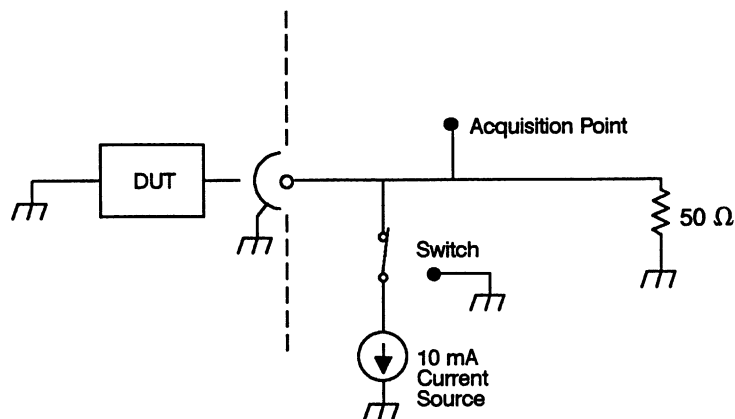 Acquisition Point
DUT
50 Ω
Switch
10 mA
Current
Source